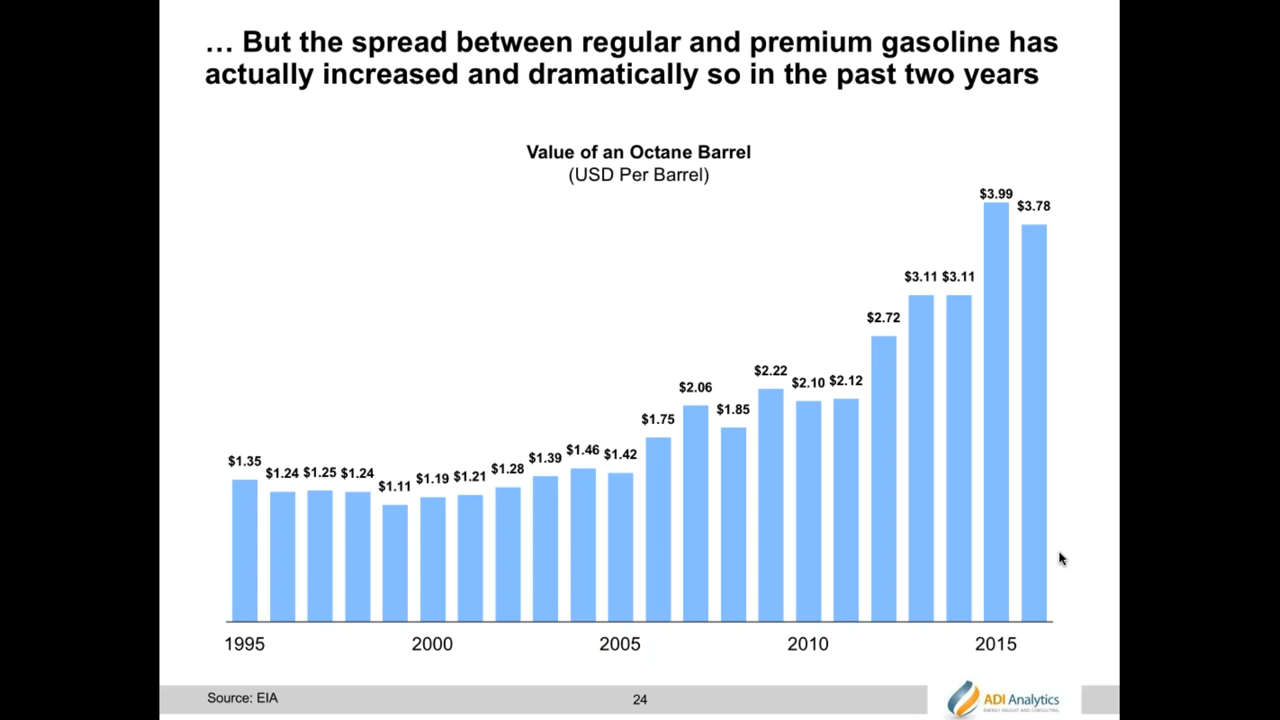 … But the spread between regular and premium gasoline has
actually increased and dramatically so in the past two years
Value of an Octane Barrel
(USD Per Barrel)
$1.35
$1.24
$1.25
$1.24
$1.11
$1.19
$1.21
$1.28
$1.39
$1.46
$1.42
$1.75
$2.06
$1.85
$2.22
$2.10
$2.12
$2.72
$3.11
$3.11
$3.99
$3.78
1995 2000 2005 2010 2015
Source: EIA
24
ADI Analytics
ENERGY INSIGHT AND CONSULTING